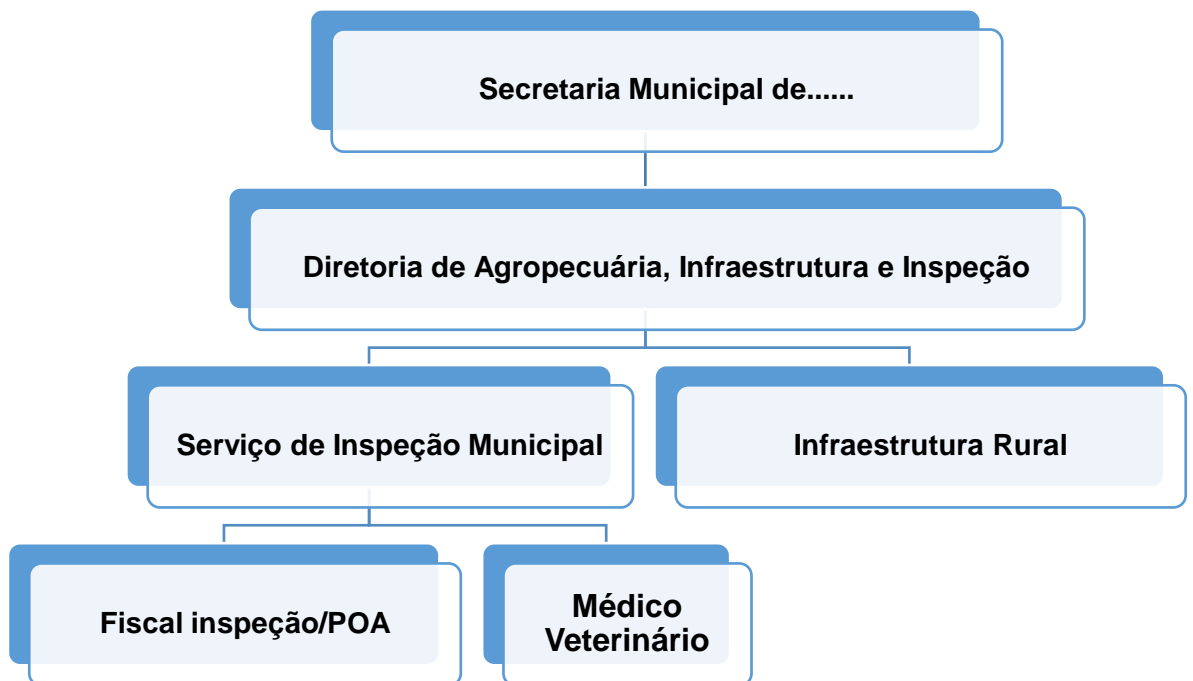 Secretaria Municipal de......
Diretoria de Agropecuária, Infraestrutura e Inspeção
Serviço de Inspeção Municipal
Infraestrutura Rural
Fiscal inspeção/POA
Médico
Veterinário